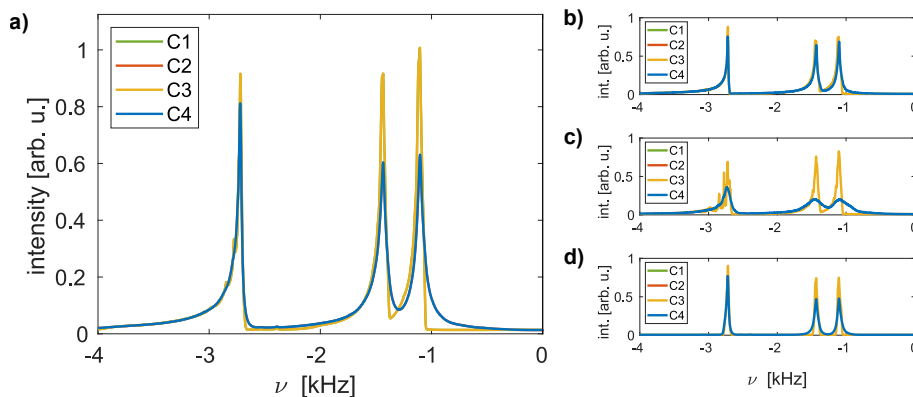 a)
intensity [arb. u.]
1
0.8
0.6
0.4
0.2
0
C1
C2
C3
C4
-4
-3
-2
-1
0
ν [kHz]
b)
int. [arb. u.]
1
0.5
0
C1
C2
C3
C4
-4
-3
-2
-1
0
c)
int. [arb. u.]
1
0.5
0
C1
C2
C3
C4
-4
-3
-2
-1
0
d)
int. [arb. u.]
1
0.5
0
C1
C2
C3
C4
-4
-3
-2
-1
0
ν [kHz]